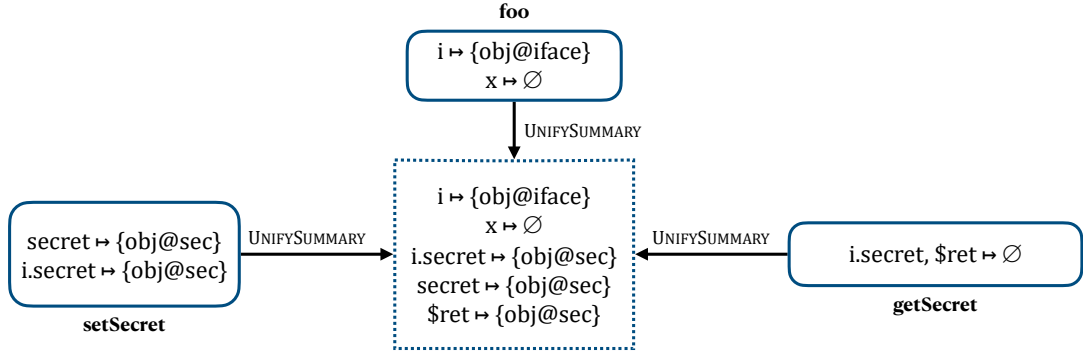 foo
i ↦ {obj@iface}
x ↦ ∅
UNIFYSUMMARY
secret ↦ {obj@sec}
i.secret ↦ {obj@sec}
setSecret
UNIFYSUMMARY
i ↦ {obj@iface}
x ↦ ∅
i.secret ↦ {obj@sec}
secret ↦ {obj@sec}
$ret ↦ {obj@sec}
UNIFYSUMMARY
i.secret, $ret ↦ ∅
getSecret